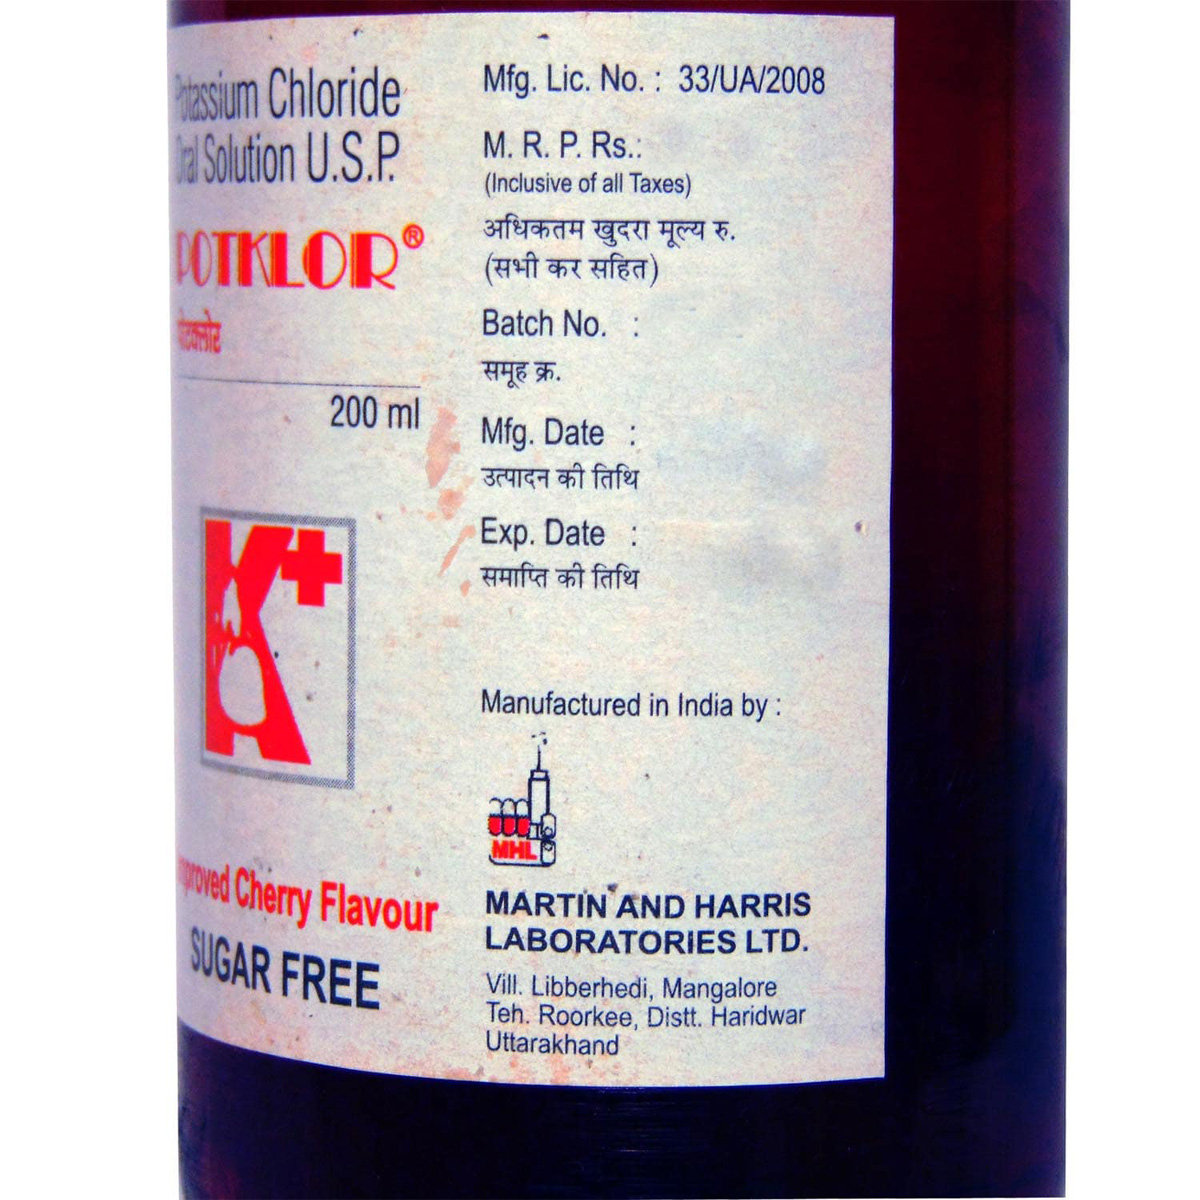 Potassium Chloride
Oral Solution U.S.P.
POTKLOR®
पोटक्लोर
200 ml
K+
Improved Cherry Flavour
SUGAR FREE
Mfg. Lic. No. : 33/UA/2008
M. R. P. Rs.:
(Inclusive of all Taxes)
अधिकतम खुदरा मूल्य रु.
(सभी कर सहित)
Batch No. :
समूह क्र.
Mfg. Date :
उत्पादन की तिथि
Exp. Date :
समाप्ति की तिथि
Manufactured in India by :
MHL
MARTIN AND HARRIS
LABORATORIES LTD.
Vill. Libberhedi, Mangalore
Teh. Roorkee, Distt. Haridwar
Uttarakhand